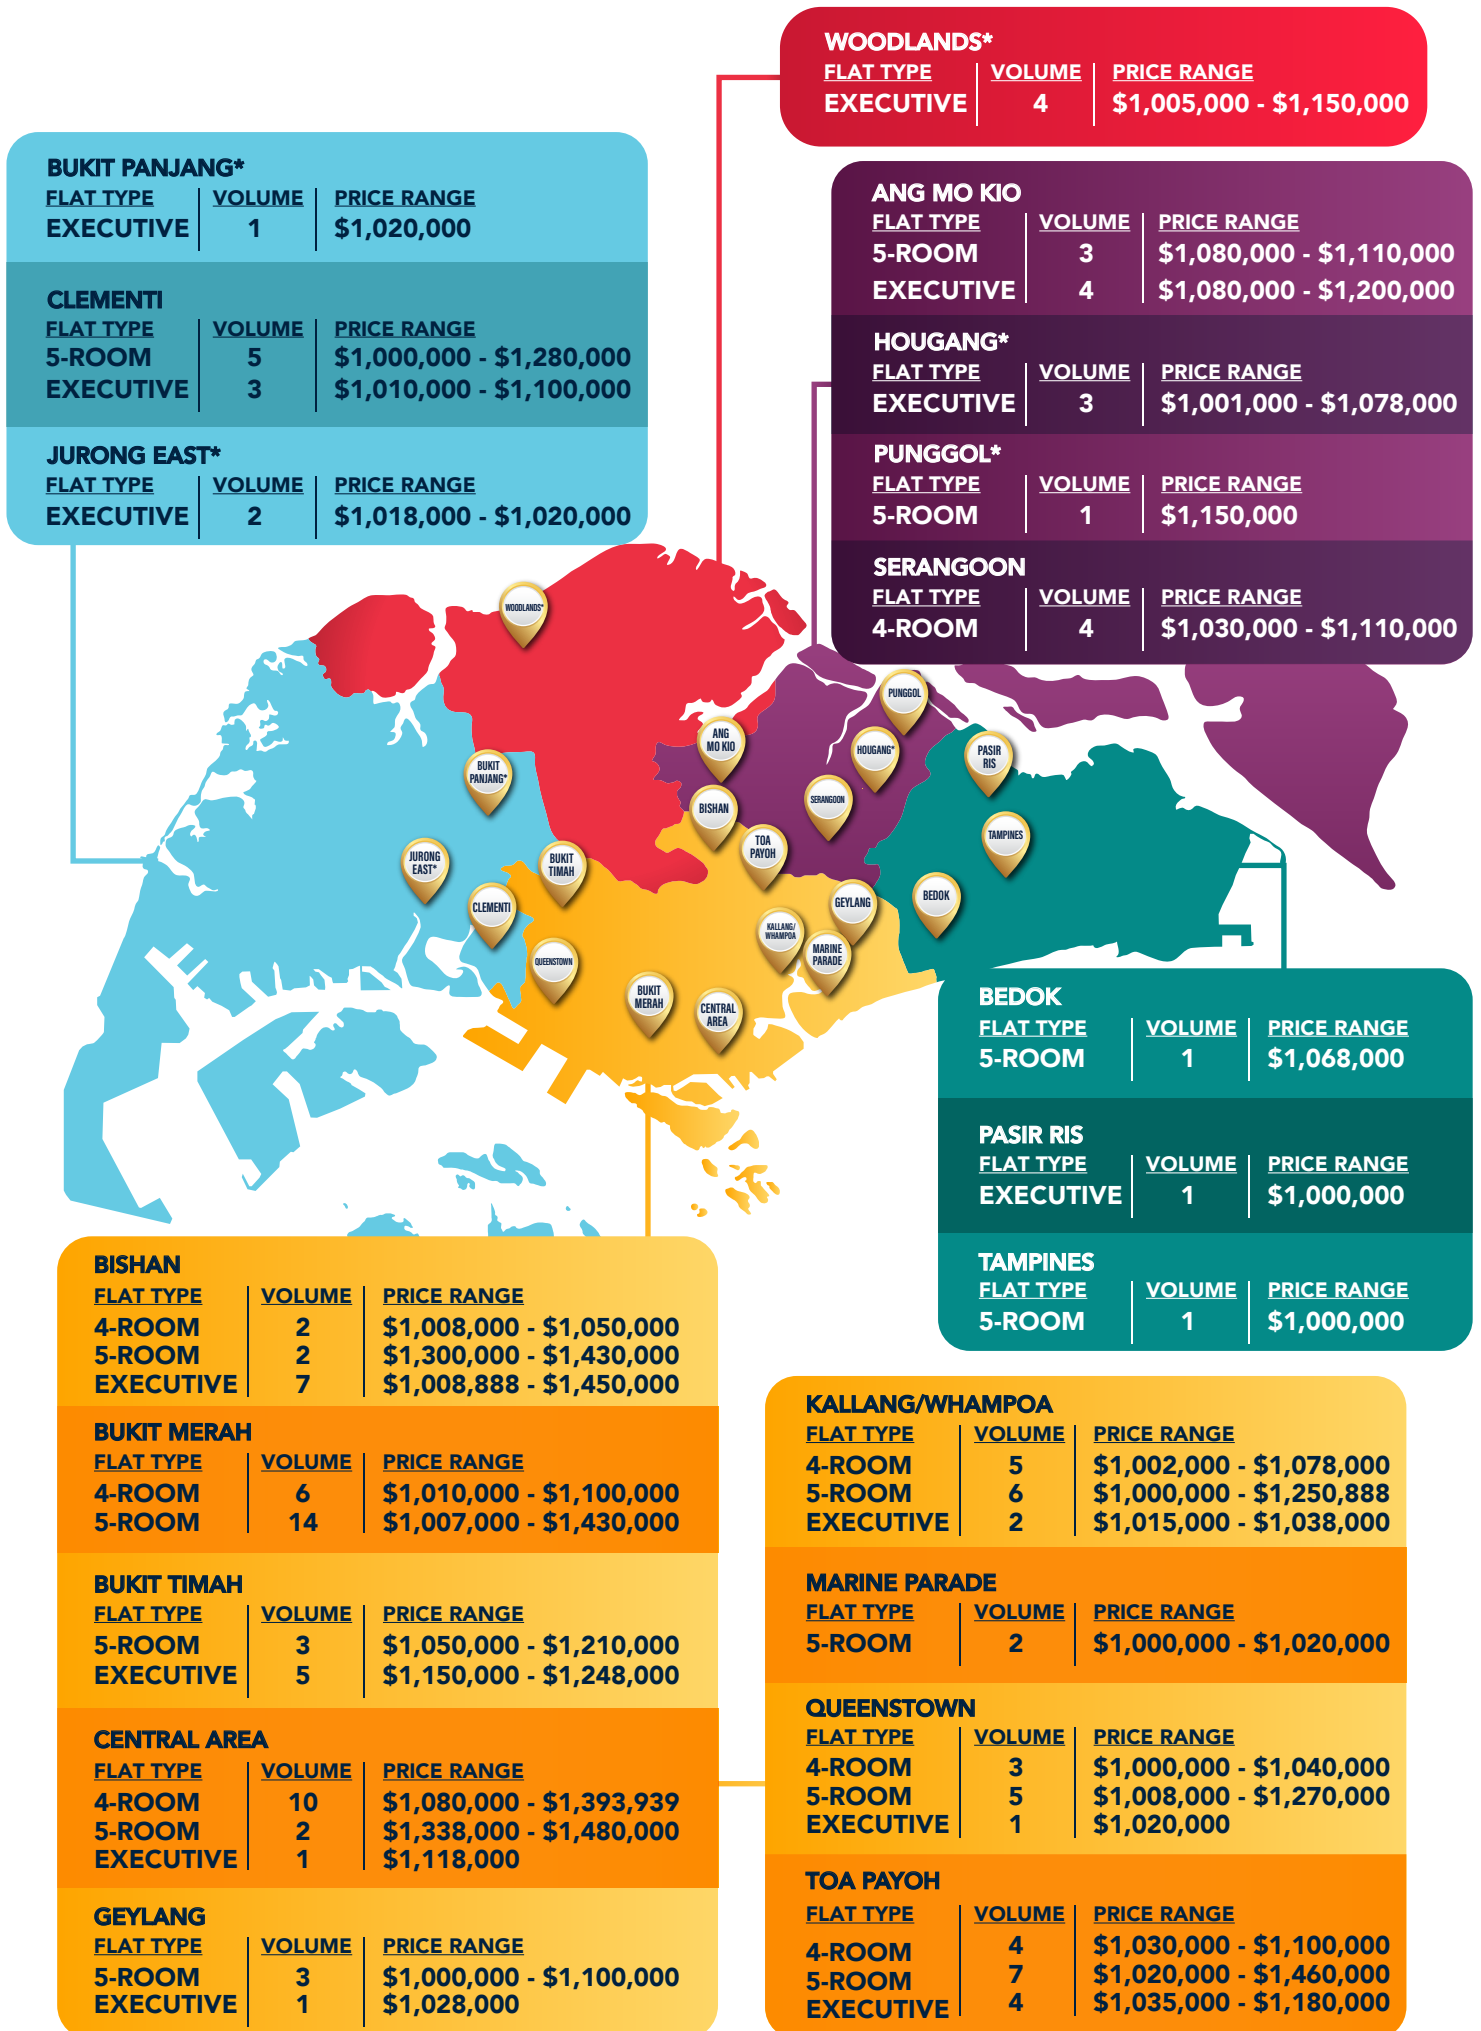 WOODLANDS*
FLAT TYPE VOLUME PRICE RANGE
EXECUTIVE 4 $1,005,000 - $1,150,000
BUKIT PANJANG*
FLAT TYPE VOLUME PRICE RANGE
EXECUTIVE 1 $1,020,000
CLEMENTI
FLAT TYPE VOLUME PRICE RANGE
5-ROOM 5 $1,000,000 - $1,280,000
EXECUTIVE 3 $1,010,000 - $1,100,000
JURONG EAST*
FLAT TYPE VOLUME PRICE RANGE
EXECUTIVE 2 $1,018,000 - $1,020,000
ANG MO KIO
FLAT TYPE VOLUME PRICE RANGE
5-ROOM 3 $1,080,000 - $1,110,000
EXECUTIVE 4 $1,080,000 - $1,200,000
HOUGANG*
FLAT TYPE VOLUME PRICE RANGE
EXECUTIVE 3 $1,001,000 - $1,078,000
PUNGGOL*
FLAT TYPE VOLUME PRICE RANGE
5-ROOM 1 $1,150,000
SERANGOON
FLAT TYPE VOLUME PRICE RANGE
4-ROOM 4 $1,030,000 - $1,110,000
WOODLANDS*
PUNGGOL
ANG
MO KIO
HOUGANG*
PASIR
RIS
BUKIT
PANJANG*
BISHAN
SERANGOON
TAMPINES
TOA
PAYOH
JURONG
EAST*
BUKIT
TIMAH
CLEMENTI
GEYLANG
BEDOK
KALLANG/
WHAMPOA
MARINE
PARADE
QUEENSTOWN
BUKIT
MERAH
CENTRAL
AREA
BEDOK
FLAT TYPE VOLUME PRICE RANGE
5-ROOM 1 $1,068,000
PASIR RIS
FLAT TYPE VOLUME PRICE RANGE
EXECUTIVE 1 $1,000,000
TAMPINES
FLAT TYPE VOLUME PRICE RANGE
5-ROOM 1 $1,000,000
BISHAN
FLAT TYPE VOLUME PRICE RANGE
4-ROOM 2 $1,008,000 - $1,050,000
5-ROOM 2 $1,300,000 - $1,430,000
EXECUTIVE 7 $1,008,888 - $1,450,000
BUKIT MERAH
FLAT TYPE VOLUME PRICE RANGE
4-ROOM 6 $1,010,000 - $1,100,000
5-ROOM 14 $1,007,000 - $1,430,000
BUKIT TIMAH
FLAT TYPE VOLUME PRICE RANGE
5-ROOM 3 $1,050,000 - $1,210,000
EXECUTIVE 5 $1,150,000 - $1,248,000
CENTRAL AREA
FLAT TYPE VOLUME PRICE RANGE
4-ROOM 10 $1,080,000 - $1,393,939
5-ROOM 2 $1,338,000 - $1,480,000
EXECUTIVE 1 $1,118,000
GEYLANG
FLAT TYPE VOLUME PRICE RANGE
5-ROOM 3 $1,000,000 - $1,100,000
EXECUTIVE 1 $1,028,000
KALLANG/WHAMPOA
FLAT TYPE VOLUME PRICE RANGE
4-ROOM 5 $1,002,000 - $1,078,000
5-ROOM 6 $1,000,000 - $1,250,888
EXECUTIVE 2 $1,015,000 - $1,038,000
MARINE PARADE
FLAT TYPE VOLUME PRICE RANGE
5-ROOM 2 $1,000,000 - $1,020,000
QUEENSTOWN
FLAT TYPE VOLUME PRICE RANGE
4-ROOM 3 $1,000,000 - $1,040,000
5-ROOM 5 $1,008,000 - $1,270,000
EXECUTIVE 1 $1,020,000
TOA PAYOH
FLAT TYPE VOLUME PRICE RANGE
4-ROOM 4 $1,030,000 - $1,100,000
5-ROOM 7 $1,020,000 - $1,460,000
EXECUTIVE 4 $1,035,000 - $1,180,000